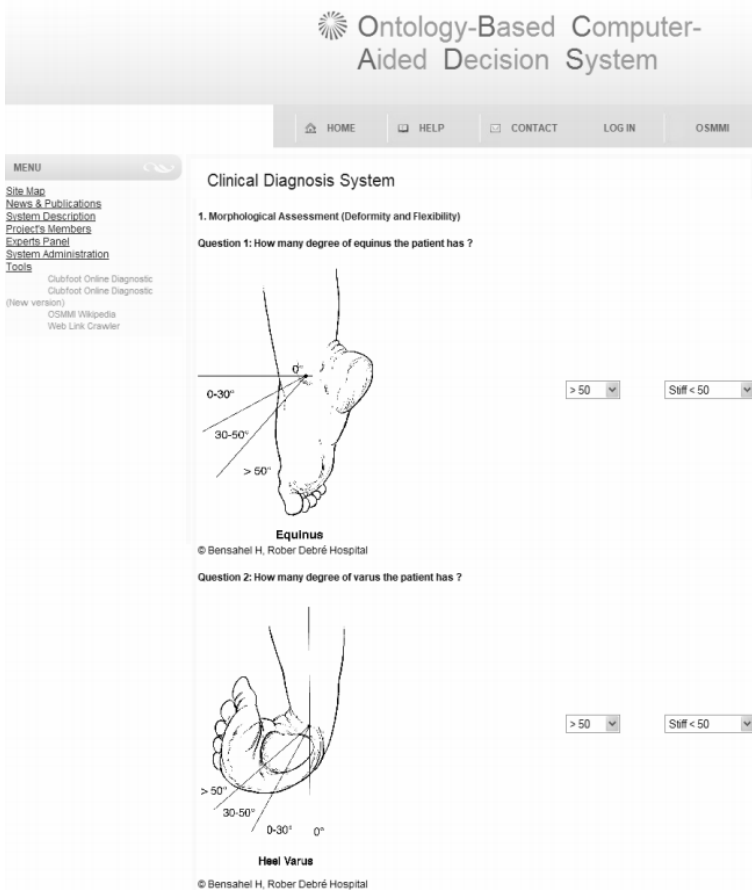 Ontology-Based Computer-
Aided Decision System
HOME HELP CONTACT LOG IN OSMMI
MENU
Site Map
News & Publications
System Description
Project's Members
Experts Panel
System Administration
Tools
Clubfoot Online Diagnostic
Clubfoot Online Diagnostic
(New version)
OSMMI Wikipedia
Web Link Crawler
Clinical Diagnosis System
1. Morphological Assessment (Deformity and Flexibility)
Question 1: How many degree of equinus the patient has ?
0°
0-30°
30-50°
> 50°
> 50
Stiff < 50
Equinus
© Bensahel H, Rober Debré Hospital
Question 2: How many degree of varus the patient has ?
> 50
Stiff < 50
> 50°
30-50°
0-30° 0°
Heel Varus
© Bensahel H, Rober Debré Hospital